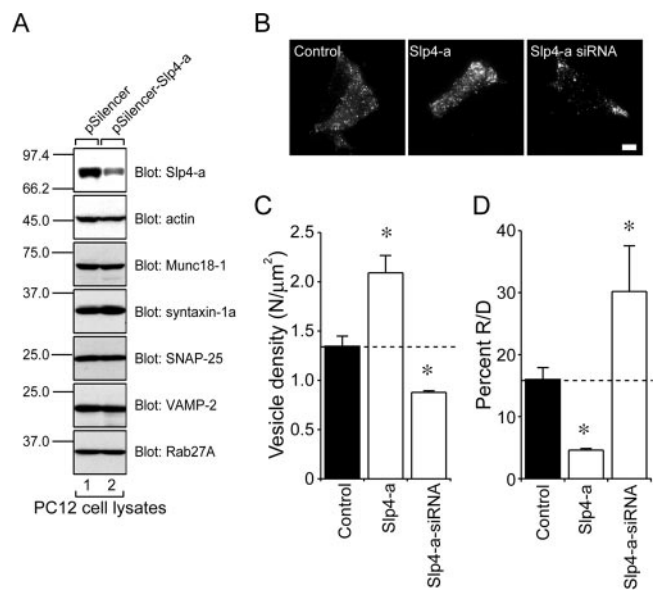 A
pSilencer
pSilencer-Slp4-a
97.4
66.2
Blot: Slp4-a
45.0
Blot: actin
75.0
Blot: Munc18-1
37.0
Blot: syntaxin-1a
25.0
Blot: SNAP-25
25.0
Blot: VAMP-2
37.0
Blot: Rab27A
1 2
PC12 cell lysates
B
Control
Slp4-a
Slp4-a siRNA
C
Vesicle density (N/μm²)
2.5
2.0
1.5
1.0
0.5
0
*
*
Control
Slp4-a
Slp4-a-siRNA
D
Percent R/D
40
30
20
10
0
*
*
Control
Slp4-a
Slp4-a-siRNA